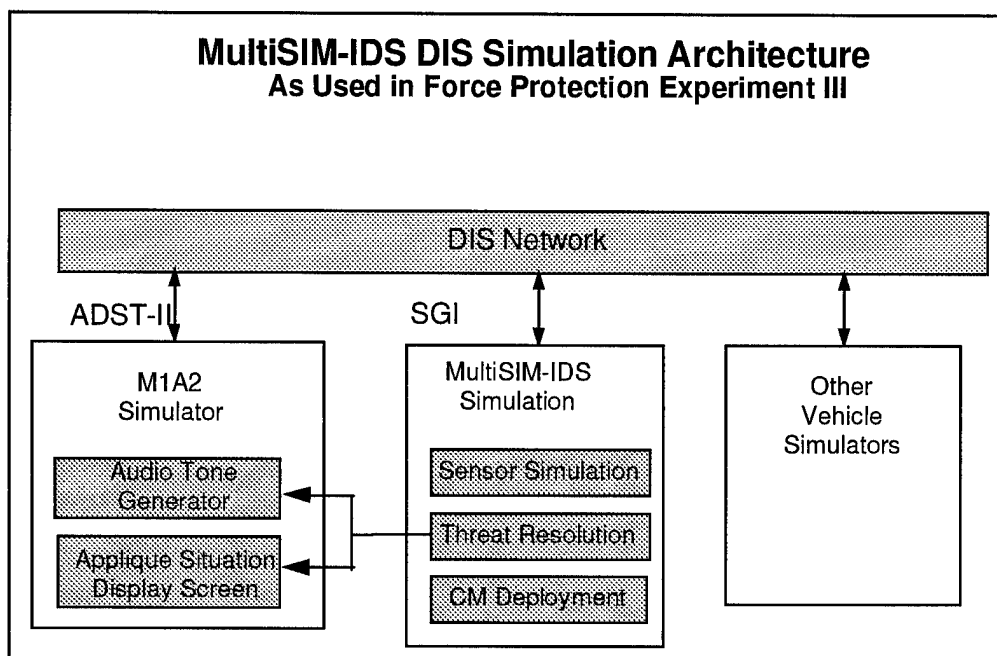 MultiSIM-IDS DIS Simulation Architecture
As Used in Force Protection Experiment III
DIS Network
ADST-II
SGI
M1A2
Simulator
Audio Tone
Generator
Applique Situation
Display Screen
MultiSIM-IDS
Simulation
Sensor Simulation
Threat Resolution
CM Deployment
Other
Vehicle
Simulators